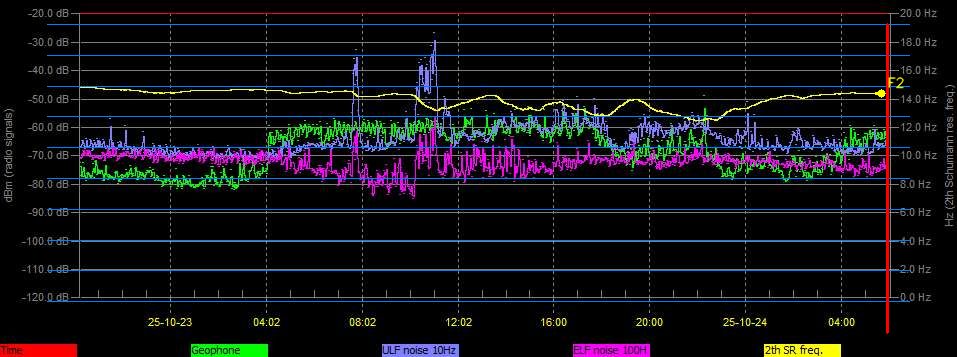 -20.0 dB 20.0 Hz
-30.0 dB 18.0 Hz
-40.0 dB 16.0 Hz
F2
-50.0 dB 14.0 Hz
-60.0 dB 12.0 Hz
-70.0 dB 10.0 Hz
-80.0 dB 8.0 Hz
-90.0 dB 6.0 Hz
-100.0 dB 4.0 Hz
-110.0 dB 2.0 Hz
-120.0 dB 0.0 Hz
dBm (radio signals)
Hz (2th Schumann res. freq.)
25-10-23 04:02 08:02 12:02 16:00 20:00 25-10-24 04:00
Time Geophone ULF noise 10Hz ELF noise 100H 2th SR freq.